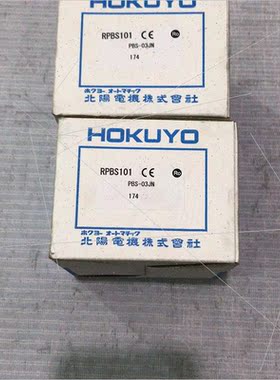 RPBS101 CE Ro
PBS-03JN
174
HOKUYO
ホクヨー オートマチック
北陽電機株式會社
HOKUYO
RPBS101 CE Ro
PBS-03JN
174
ホクヨー オートマチック
北陽電機株式會社